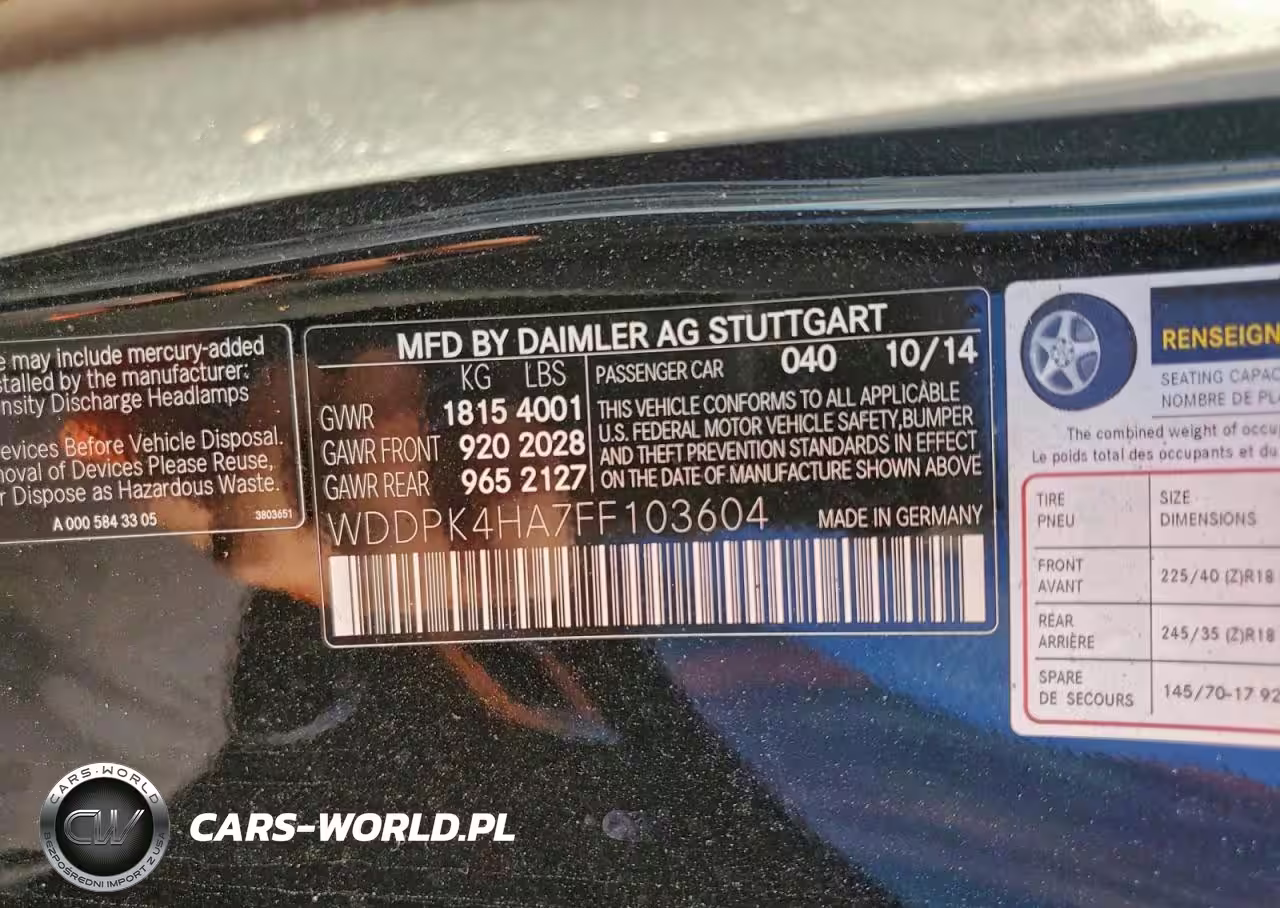 e may include mercury-added
stalled by the manufacturer:
nsity Discharge Headlamps
evices Before Vehicle Disposal.
noval of Devices Please Reuse,
r Dispose as Hazardous Waste.
A 000 584 33 05
3803651
MFD BY DAIMLER AG STUTTGART
KG LBS
PASSENGER CAR 040 10/14
GVWR 1815 4001
GAWR FRONT 920 2028
GAWR REAR 965 2127
THIS VEHICLE CONFORMS TO ALL APPLICABLE
U.S. FEDERAL MOTOR VEHICLE SAFETY,BUMPER
AND THEFT PREVENTION STANDARDS IN EFFECT
ON THE DATE OF MANUFACTURE SHOWN ABOVE
WDDPK4HA7FF103604 MADE IN GERMANY
RENSEIGN
SEATING CAPAC
NOMBRE DE PL
The combined weight of occu
Le poids total des occupants et du
TIRE SIZE
PNEU DIMENSIONS
FRONT
AVANT 225/40 (Z)R18
REAR
ARRIÈRE 245/35 (Z)R18
SPARE
DE SECOURS 145/70-17 92
CARS-WORLD
CW
BEZPOŚREDNI IMPORT Z USA
CARS-WORLD.PL